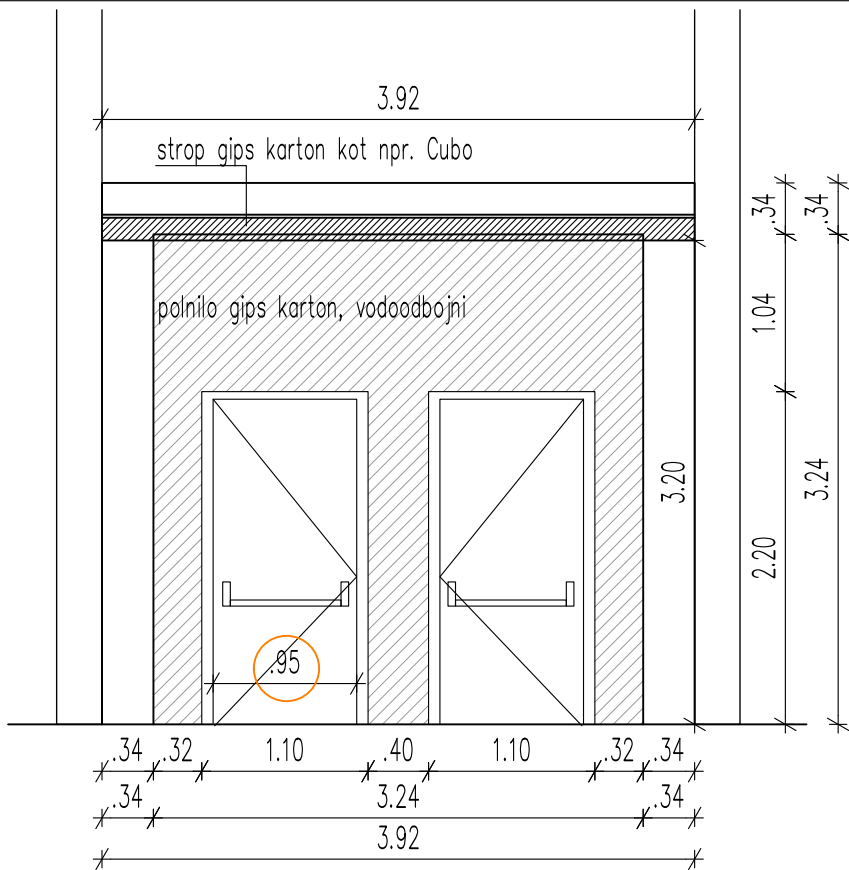 3.92
strop gips karton kot npr. Cubo
.34
.34
polnilo gips karton, vodoodbojni
1.04
3.20
3.24
2.20
.95
.34 .32 1.10 .40 1.10 .32 .34
.34 3.24 .34
3.92